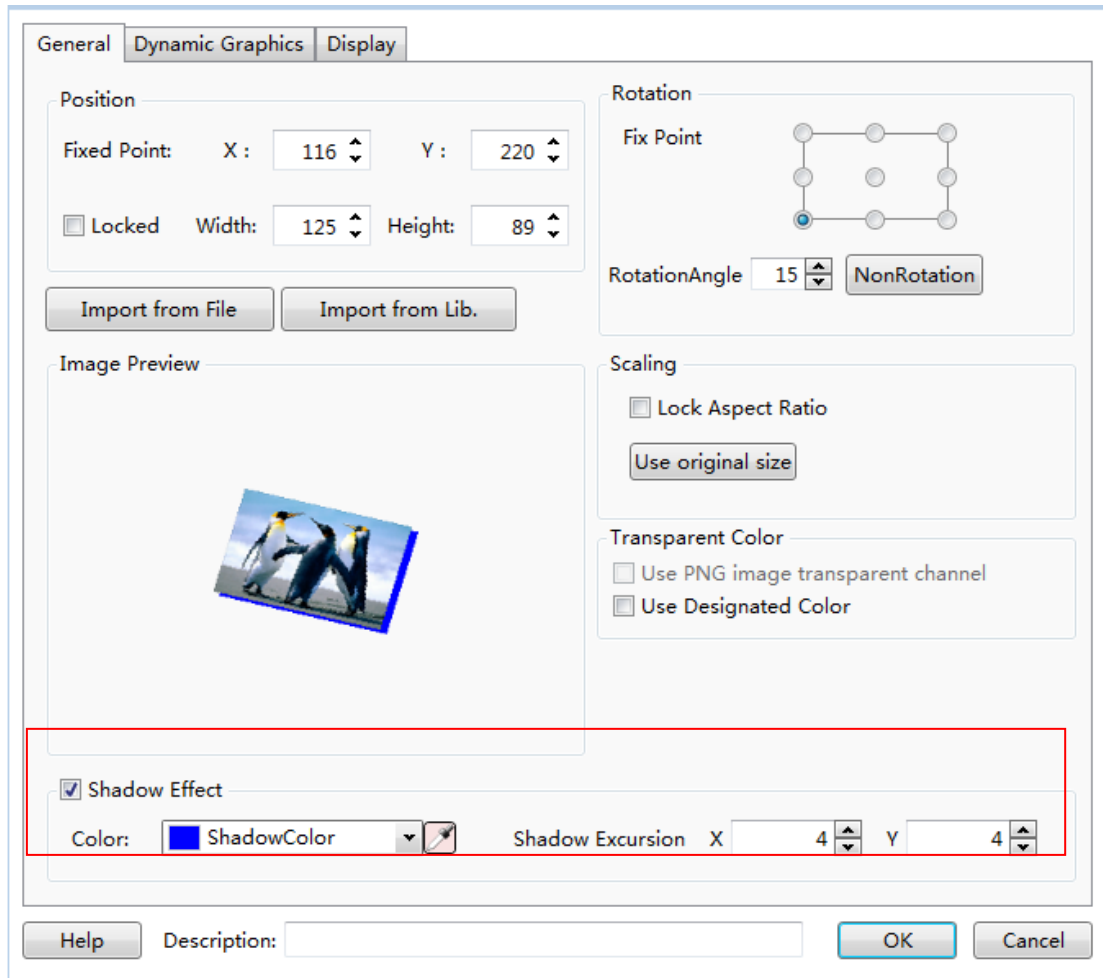 General Dynamic Graphics Display
Position
Fixed Point: X : 116 Y : 220
Locked Width: 125 Height: 89
Rotation
Fix Point
RotationAngle 15 NonRotation
Import from File Import from Lib.
Image Preview
Scaling
Lock Aspect Ratio
Use original size
Transparent Color
Use PNG image transparent channel
Use Designated Color
Shadow Effect
Color: ShadowColor Shadow Excursion X 4 Y 4
Help Description: OK Cancel